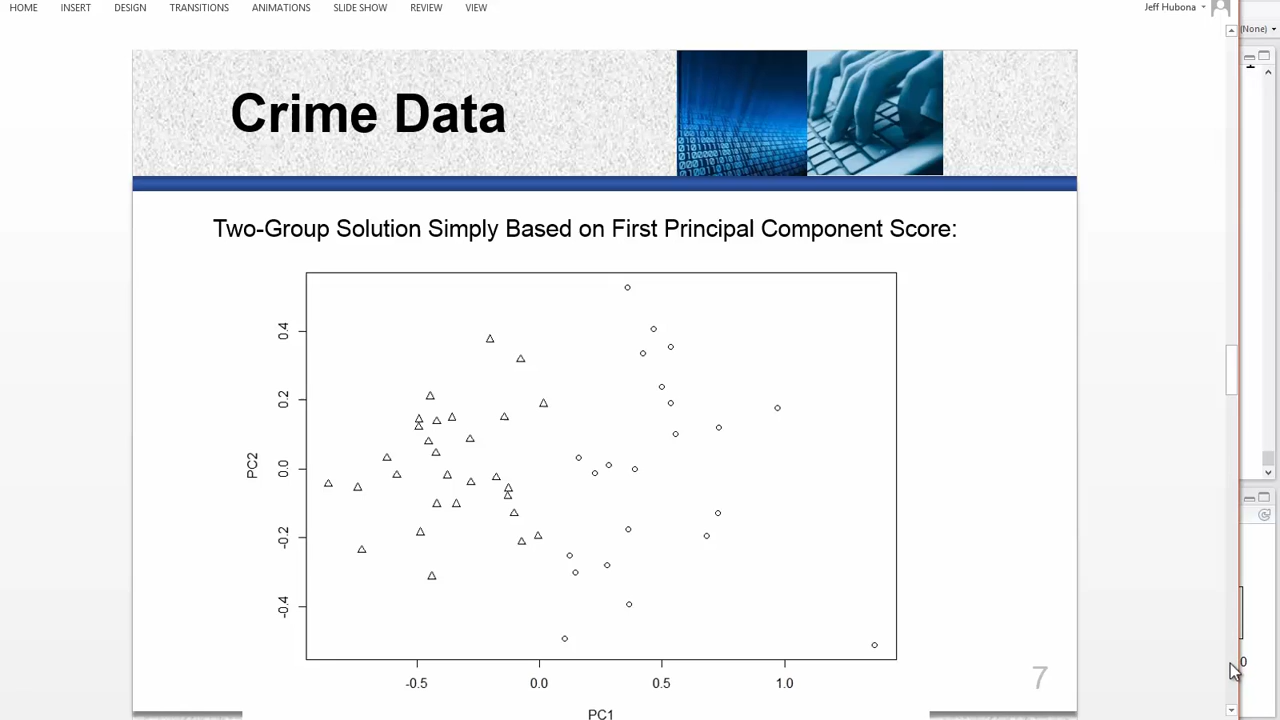 HOME INSERT DESIGN TRANSITIONS ANIMATIONS SLIDE SHOW REVIEW VIEW Jeff Hubona
(None)
Crime Data
Two-Group Solution Simply Based on First Principal Component Score:
0.4
0.2
0.0
-0.2
-0.4
PC2
-0.5 0.0 0.5 1.0
PC1
7
0